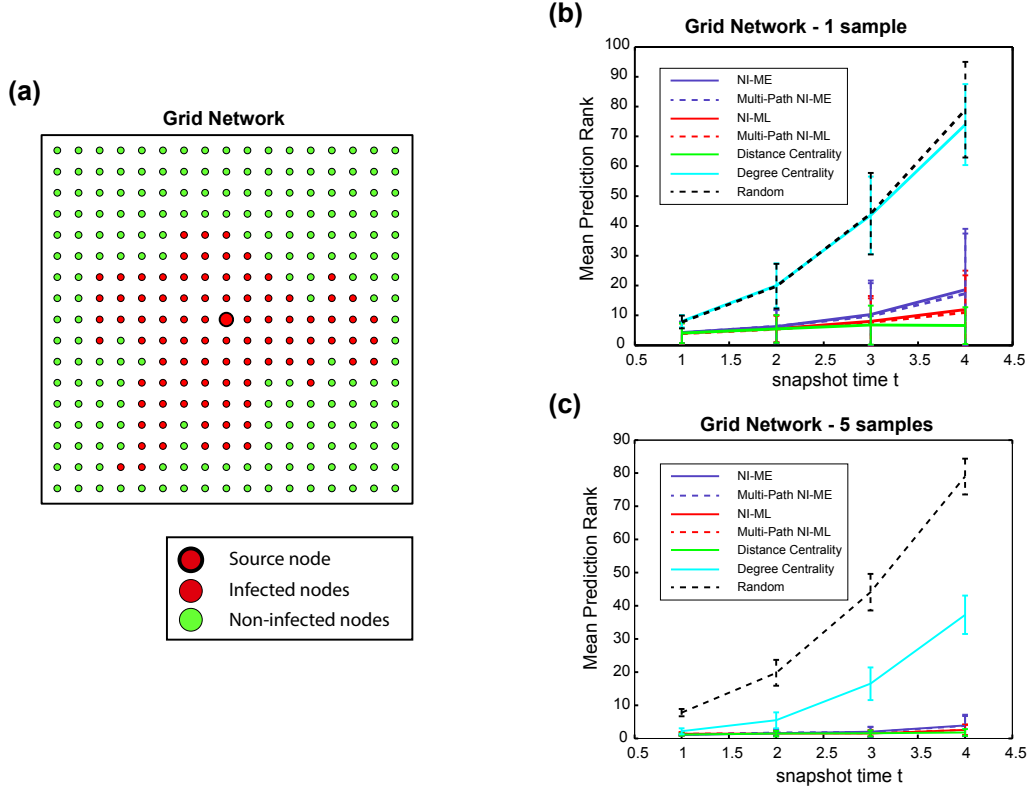 (a)
Grid Network
Source node
Infected nodes
Non-infected nodes
(b)
Grid Network - 1 sample
Mean Prediction Rank
100
90
80
70
60
50
40
30
20
10
0
NI-ME
Multi-Path NI-ME
NI-ML
Multi-Path NI-ML
Distance Centrality
Degree Centrality
Random
0.5 1 1.5 2 2.5 3 3.5 4 4.5
snapshot time t
(c)
Grid Network - 5 samples
Mean Prediction Rank
90
80
70
60
50
40
30
20
10
0
NI-ME
Multi-Path NI-ME
NI-ML
Multi-Path NI-ML
Distance Centrality
Degree Centrality
Random
0.5 1 1.5 2 2.5 3 3.5 4 4.5
snapshot time t